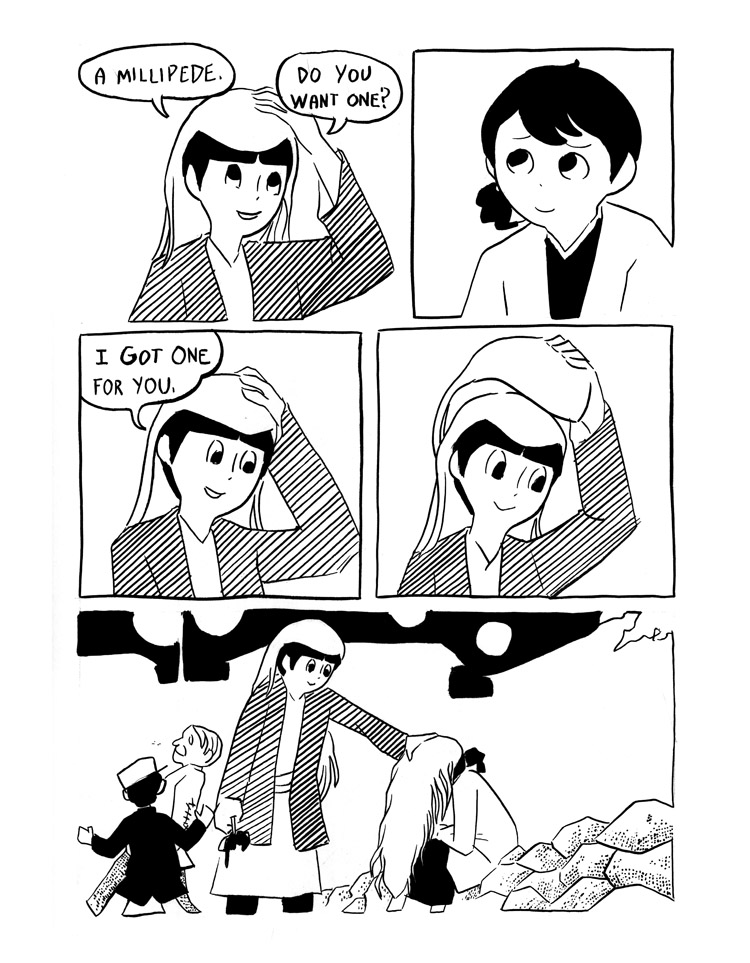 A MILLIPEDE.
DO YOU
WANT ONE?
I GOT ONE
FOR YOU.